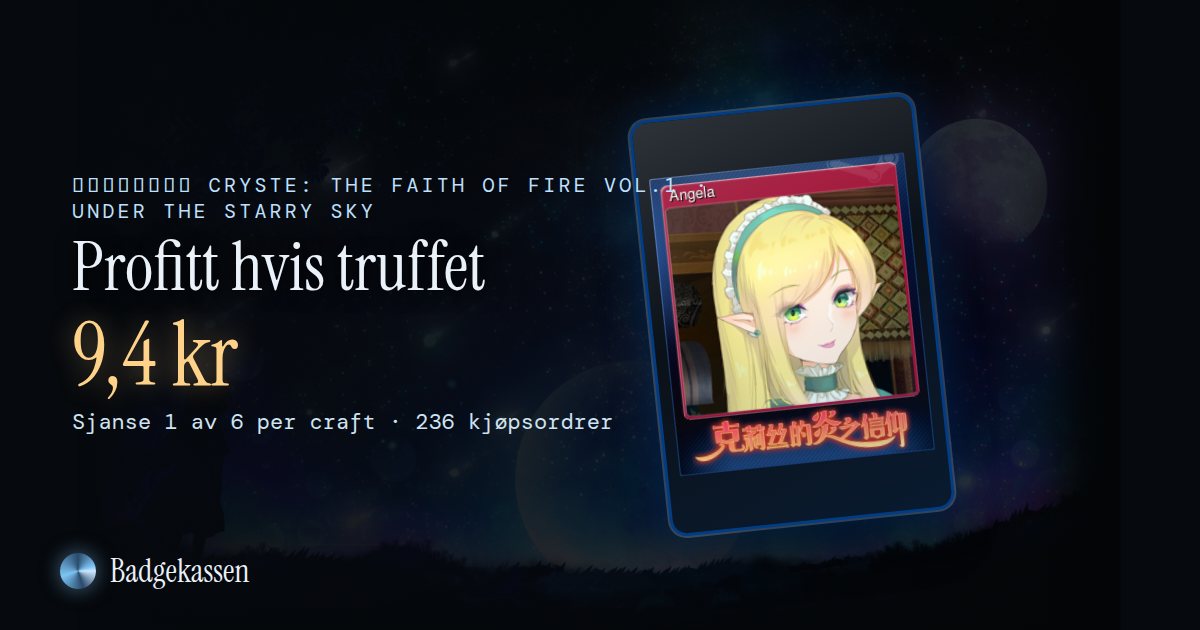 CRYSTE: THE FAITH OF FIRE VOL.1 ·
UNDER THE STARRY SKY
Profitt hvis truffet
9,4 kr
Sjanse 1 av 6 per craft · 236 kjøpsordrer
Angela
克莉丝的炎之信仰
Badgekassen